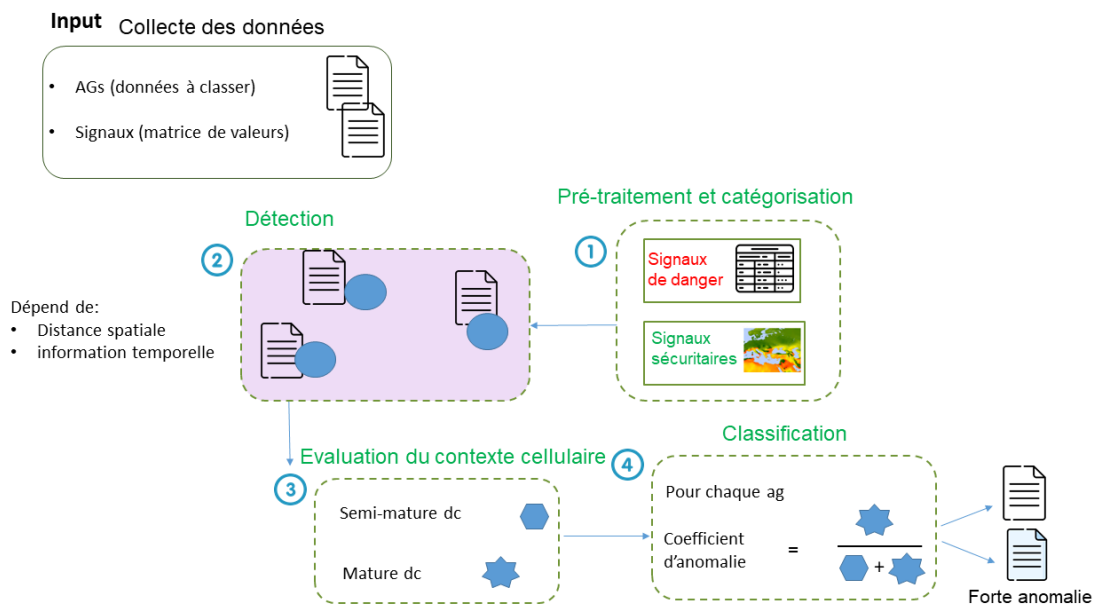 Input Collecte des données
• AGs (données à classer)
• Signaux (matrice de valeurs)
Pré-traitement et catégorisation
1
Signaux
de danger
Signaux
sécuritaires
Détection
2
Dépend de:
• Distance spatiale
• information temporelle
Evaluation du contexte cellulaire
3
Semi-mature dc
Mature dc
Classification
4
Pour chaque ag
Coefficient
d'anomalie =
+
Forte anomalie